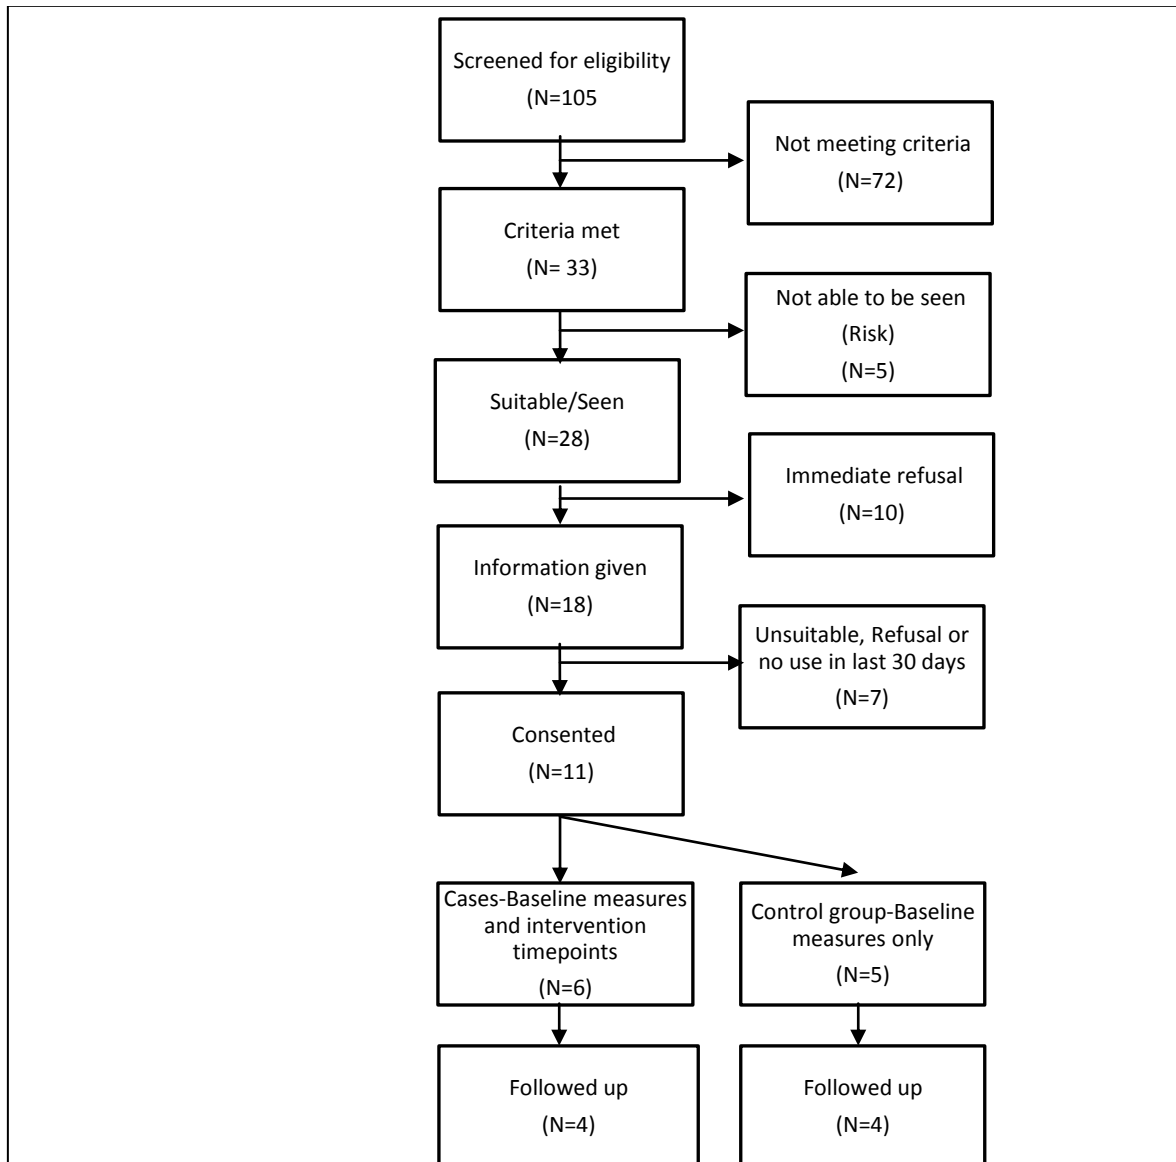 Screened for eligibility
(N=105
Not meeting criteria
(N=72)
Criteria met
(N= 33)
Not able to be seen
(Risk)
(N=5)
Suitable/Seen
(N=28)
Immediate refusal
(N=10)
Information given
(N=18)
Unsuitable, Refusal or
no use in last 30 days
(N=7)
Consented
(N=11)
Cases-Baseline measures
and intervention
timepoints
(N=6)
Control group-Baseline
measures only
(N=5)
Followed up
(N=4)
Followed up
(N=4)